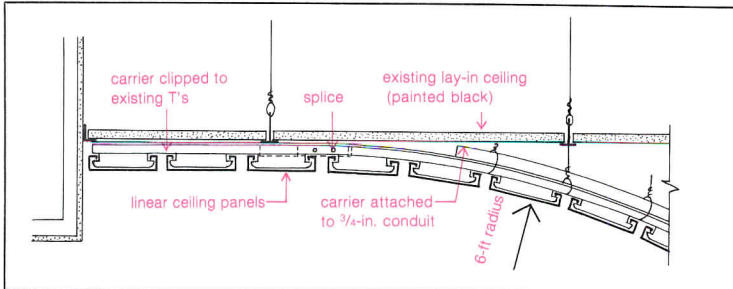 carrier clipped to
existing T's
splice
existing lay-in ceiling
(painted black)
linear ceiling panels
carrier attached
to 3/4-in. conduit
6-ft radius